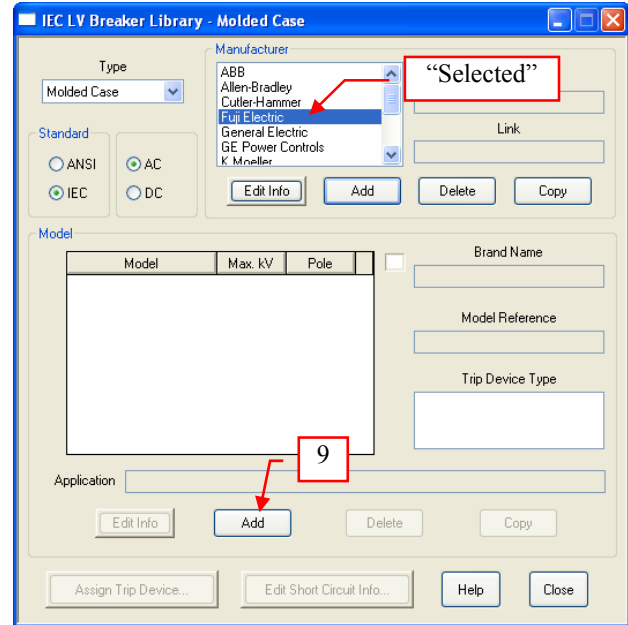 IEC LV Breaker Library - Molded Case
Type
Molded Case
Standard
ANSI
IEC
AC
DC
Manufacturer
ABB
Allen-Bradley
Cutler-Hammer
Fuji Electric
General Electric
GE Power Controls
“Selected”
Link
Edit Info Add Delete Copy
Model
Model Max. kV Pole
Brand Name
Model Reference
Trip Device Type
9
Application
Edit Info Add Delete Copy
Assign Trip Device... Edit Short Circuit Info... Help Close